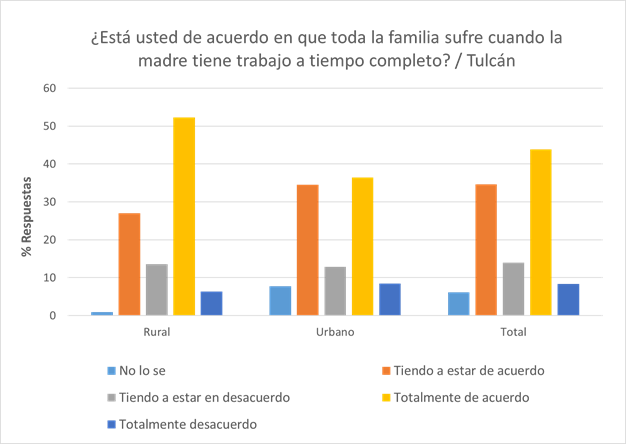 ¿Está usted de acuerdo en que toda la familia sufre cuando la
madre tiene trabajo a tiempo completo? / Tulcán
% Respuestas
60
50
40
30
20
10
0
Rural
Urbano
Total
No lo se
Tiendo a estar de acuerdo
Tiendo a estar en desacuerdo
Totalmente de acuerdo
Totalmente desacuerdo